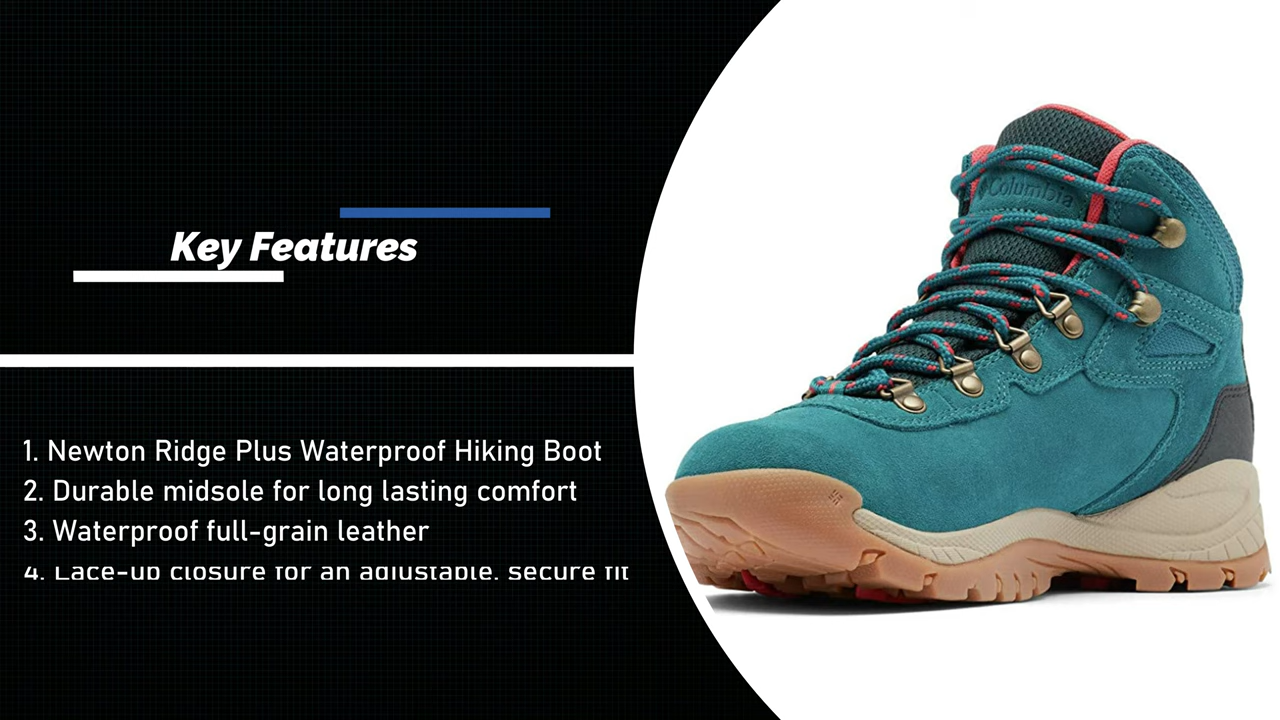 Key Features
1. Newton Ridge Plus Waterproof Hiking Boot
2. Durable midsole for long lasting comfort
3. Waterproof full-grain leather
4. Lace-up closure for an adjustable, secure fit
Columbia